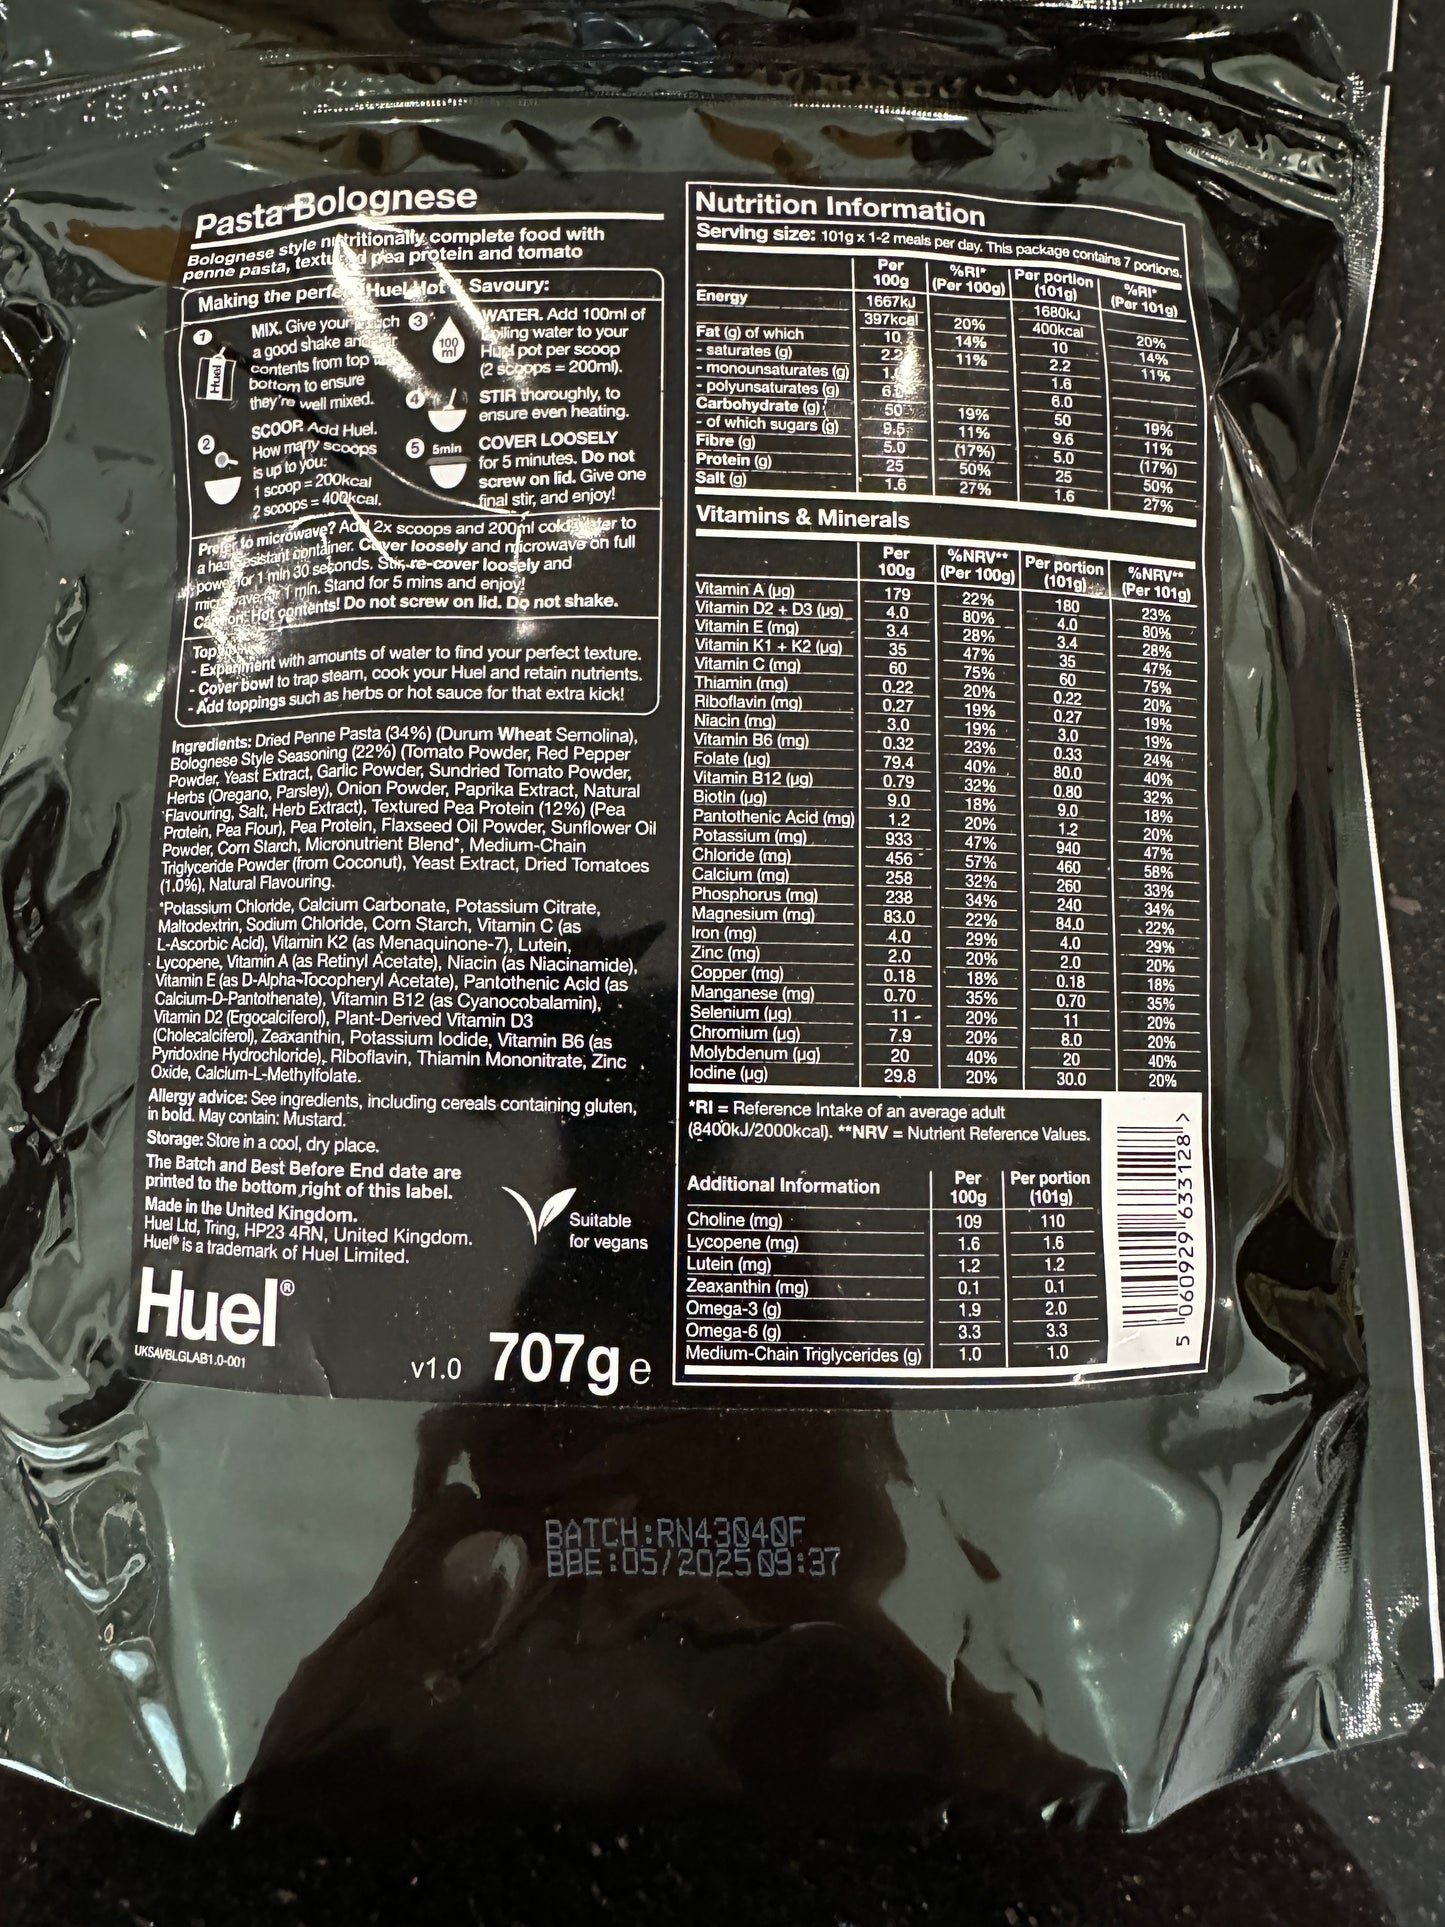 Pasta Bolognese
Bolognese style nutritionally complete food with
penne pasta, textured pea protein and tomato
Making the perfect Huel Hot & Savoury:
1
MIX. Give your pouch
a good shake and stir
contents from top to
bottom to ensure
they're well mixed.
Huel
2
SCOOP. Add Huel.
How many scoops
is up to you:
1 scoop = 200kcal
2 scoops = 400kcal.
3
100
ml
WATER. Add 100ml of
boiling water to your
Huel pot per scoop
(2 scoops = 200ml).
4
STIR thoroughly, to
ensure even heating.
5 5min
COVER LOOSELY
for 5 minutes. Do not
screw on lid. Give one
final stir, and enjoy!
Prefer to microwave? Add 2x scoops and 200ml cold water to
a heat resistant container. Cover loosely and microwave on full
power for 1 min 30 seconds. Stir, re-cover loosely and
microwave for 1 min. Stand for 5 mins and enjoy!
Caution: Hot contents! Do not screw on lid. Do not shake.
Top
- Experiment with amounts of water to find your perfect texture.
- Cover bowl to trap steam, cook your Huel and retain nutrients.
- Add toppings such as herbs or hot sauce for that extra kick!
Ingredients: Dried Penne Pasta (34%) (Durum Wheat Semolina),
Bolognese Style Seasoning (22%) (Tomato Powder, Red Pepper
Powder, Yeast Extract, Garlic Powder, Sundried Tomato Powder,
Herbs (Oregano, Parsley), Onion Powder, Paprika Extract, Natural
Flavouring, Salt, Herb Extract), Textured Pea Protein (12%) (Pea
Protein, Pea Flour), Pea Protein, Flaxseed Oil Powder, Sunflower Oil
Powder, Corn Starch, Micronutrient Blend*, Medium-Chain
Triglyceride Powder (from Coconut), Yeast Extract, Dried Tomatoes
(1.0%), Natural Flavouring.
*Potassium Chloride, Calcium Carbonate, Potassium Citrate,
Maltodextrin, Sodium Chloride, Corn Starch, Vitamin C (as
L-Ascorbic Acid), Vitamin K2 (as Menaquinone-7), Lutein,
Lycopene, Vitamin A (as Retinyl Acetate), Niacin (as Niacinamide),
Vitamin E (as D-Alpha-Tocopheryl Acetate), Pantothenic Acid (as
Calcium-D-Pantothenate), Vitamin B12 (as Cyanocobalamin),
Vitamin D2 (Ergocalciferol), Plant-Derived Vitamin D3
(Cholecalciferol), Zeaxanthin, Potassium Iodide, Vitamin B6 (as
Pyridoxine Hydrochloride), Riboflavin, Thiamin Mononitrate, Zinc
Oxide, Calcium-L-Methylfolate.
Allergy advice: See ingredients, including cereals containing gluten,
in bold. May contain: Mustard.
Storage: Store in a cool, dry place.
The Batch and Best Before End date are
printed to the bottom right of this label.
Made in the United Kingdom.
Huel Ltd, Tring, HP23 4RN, United Kingdom.
Huel® is a trademark of Huel Limited.
Suitable
for vegans
Huel®
UKSAVBLGLAB1.0-001
v1.0 707g e
Nutrition Information
Serving size: 101g x 1-2 meals per day. This package contains 7 portions.
Per 100g %RI* (Per 100g) Per portion (101g) %RI* (Per 101g)
Energy 1667kJ 1680kJ
397kcal 20% 400kcal 20%
Fat (g) of which 10 14% 10 14%
- saturates (g) 2.2 11% 2.2 11%
- monounsaturates (g) 1.6
- polyunsaturates (g) 6.0
Carbohydrate (g) 50 19% 50 19%
- of which sugars (g) 9.5 11% 9.6 11%
Fibre (g) 5.0 (17%) 5.0 (17%)
Protein (g) 25 50% 25 50%
Salt (g) 1.6 27% 1.6 27%
Vitamins & Minerals
Per 100g %NRV** (Per 100g) Per portion (101g) %NRV** (Per 101g)
Vitamin A (µg) 179 22% 180 23%
Vitamin D2 + D3 (µg) 4.0 80% 4.0 80%
Vitamin E (mg) 3.4 28% 3.4 28%
Vitamin K1 + K2 (µg) 35 47% 35 47%
Vitamin C (mg) 60 75% 60 75%
Thiamin (mg) 0.22 20% 0.22 20%
Riboflavin (mg) 0.27 19% 0.27 19%
Niacin (mg) 3.0 19% 3.0 19%
Vitamin B6 (mg) 0.32 23% 0.33 24%
Folate (µg) 79.4 40% 80.0 40%
Vitamin B12 (µg) 0.79 32% 0.80 32%
Biotin (µg) 9.0 18% 9.0 18%
Pantothenic Acid (mg) 1.2 20% 1.2 20%
Potassium (mg) 933 47% 940 47%
Chloride (mg) 456 57% 460 58%
Calcium (mg) 258 32% 260 33%
Phosphorus (mg) 238 34% 240 34%
Magnesium (mg) 83.0 22% 84.0 22%
Iron (mg) 4.0 29% 4.0 29%
Zinc (mg) 2.0 20% 2.0 20%
Copper (mg) 0.18 18% 0.18 18%
Manganese (mg) 0.70 35% 0.70 35%
Selenium (µg) 11 20% 11 20%
Chromium (µg) 7.9 20% 8.0 20%
Molybdenum (µg) 20 40% 20 40%
Iodine (µg) 29.8 20% 30.0 20%
*RI = Reference Intake of an average adult
(8400kJ/2000kcal). **NRV = Nutrient Reference Values.
Additional Information Per 100g Per portion (101g)
Choline (mg) 109 110
Lycopene (mg) 1.6 1.6
Lutein (mg) 1.2 1.2
Zeaxanthin (mg) 0.1 0.1
Omega-3 (g) 1.9 2.0
Omega-6 (g) 3.3 3.3
Medium-Chain Triglycerides (g) 1.0 1.0
5 060929 633128 >
BATCH:RN43040F
BBE:05/2025 09:37